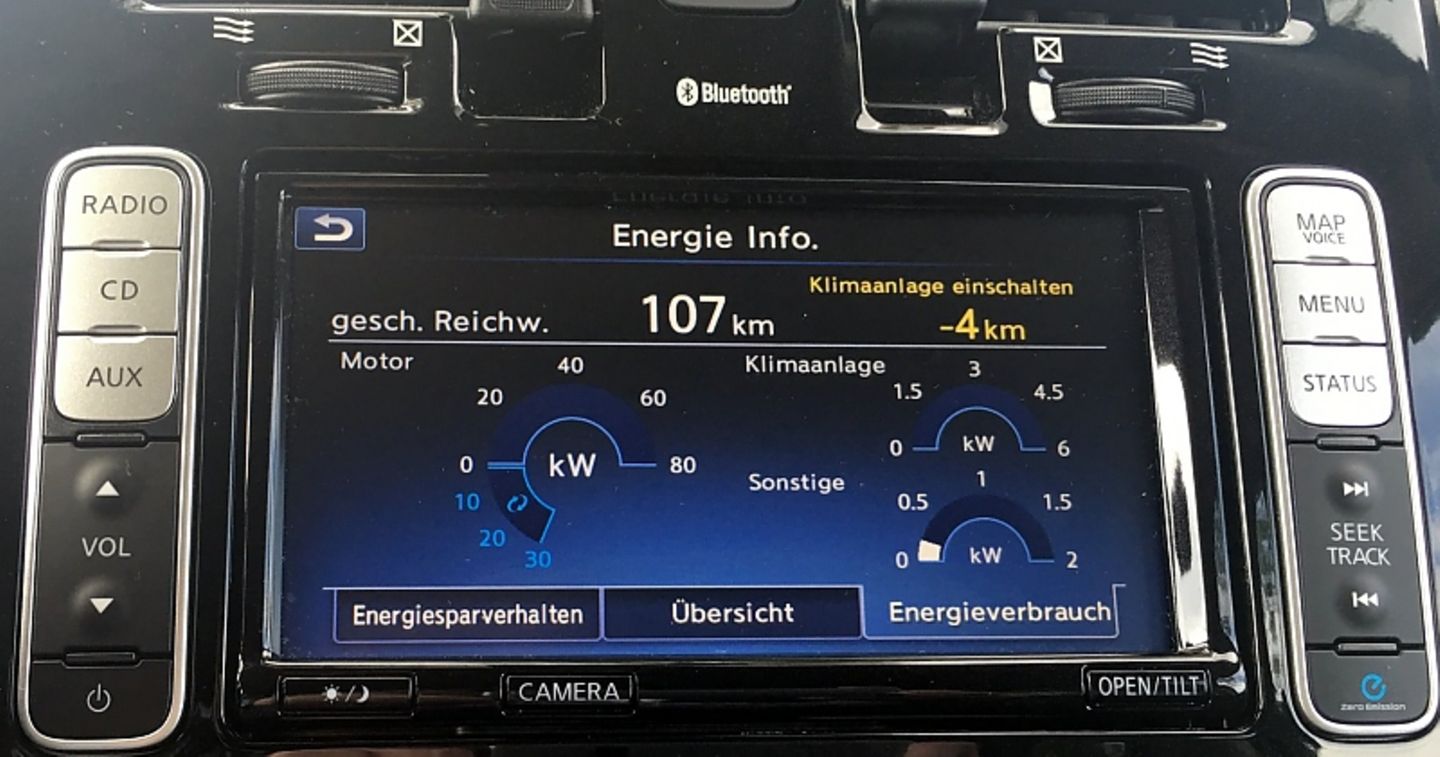 Bluetooth
RADIO
CD
AUX
VOL
Energie Info.
Klimaanlage einschalten
gesch. Reichw. 107 km -4 km
Motor
0 20 40 60 80
kW
10 20 30
Klimaanlage
0 1.5 3 4.5 6
kW
Sonstige
0 0.5 1 1.5 2
kW
Energiesparverhalten Übersicht Energieverbrauch
CAMERA
OPEN/TILT
MAP
VOICE
MENU
STATUS
SEEK
TRACK
Zero Emission